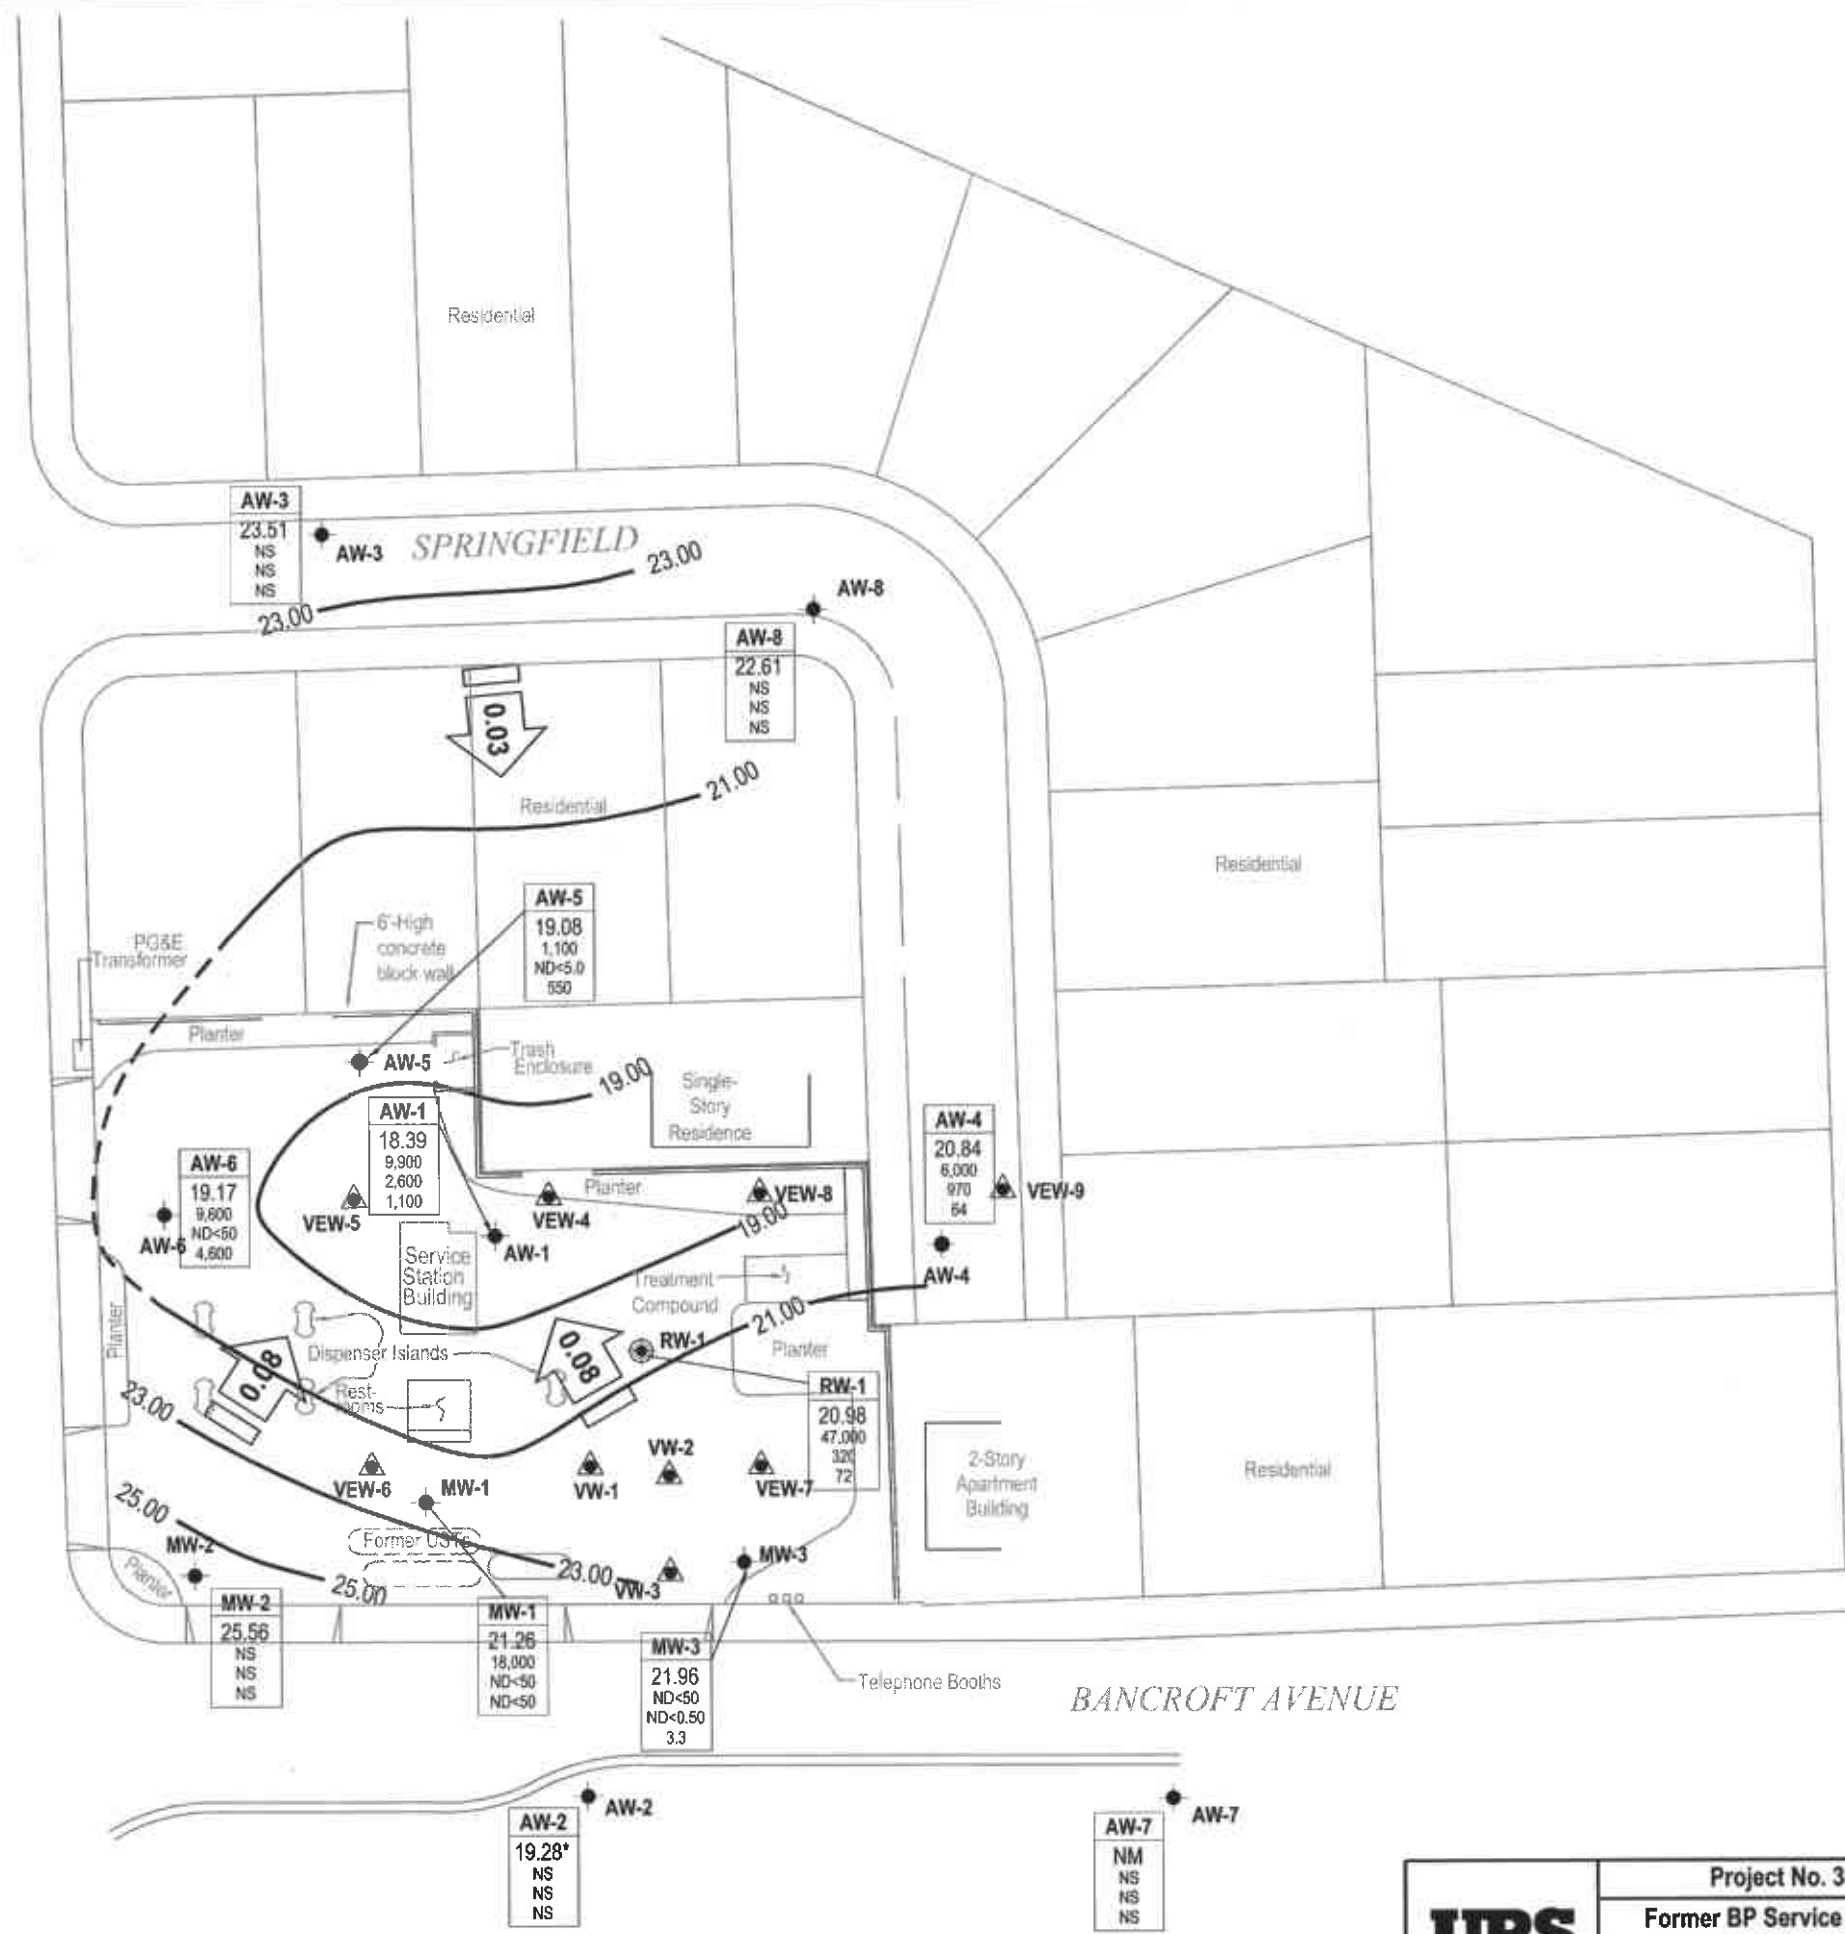 Residential
AW-3
23.51
NS
NS
NS
AW-3
SPRINGFIELD
23.00
23.00
AW-8
AW-8
22.61
NS
NS
NS
0.03
21.00
Residential
Residential
AW-5
19.08
1,100
ND<5.0
550
6'-High
concrete
block wall
PG&E
Transformer
Planter
AW-5
Trash
Enclosure
19.00
Single-
Story
Residence
AW-1
18.39
9,900
2,600
1,100
AW-4
20.84
6,000
970
64
AW-6
19.17
9,600
ND<50
4,600
AW-6
VEW-5
VEW-4
Planter
VEW-8
VEW-9
19.00
AW-1
Service
Station
Building
Treatment
Compound
AW-4
21.00
Planter
Dispenser Islands
0.08
0.08
RW-1
Planter
RW-1
20.98
47,000
320
72
23.00
Rest-
rooms
VW-2
VEW-6
MW-1
VW-1
VEW-7
2-Story
Apartment
Building
Residential
25.00
MW-2
Former USTs
MW-3
Planter
25.00
23.00
VW-3
MW-2
25.56
NS
NS
NS
MW-1
21.26
18,000
ND<50
ND<50
MW-3
21.96
ND<50
ND<0.50
3.3
Telephone Booths
BANCROFT AVENUE
AW-2
AW-2
19.28*
NS
NS
NS
AW-7
AW-7
NM
NS
NS
NS
URS
Project No. 3
Former BP Service